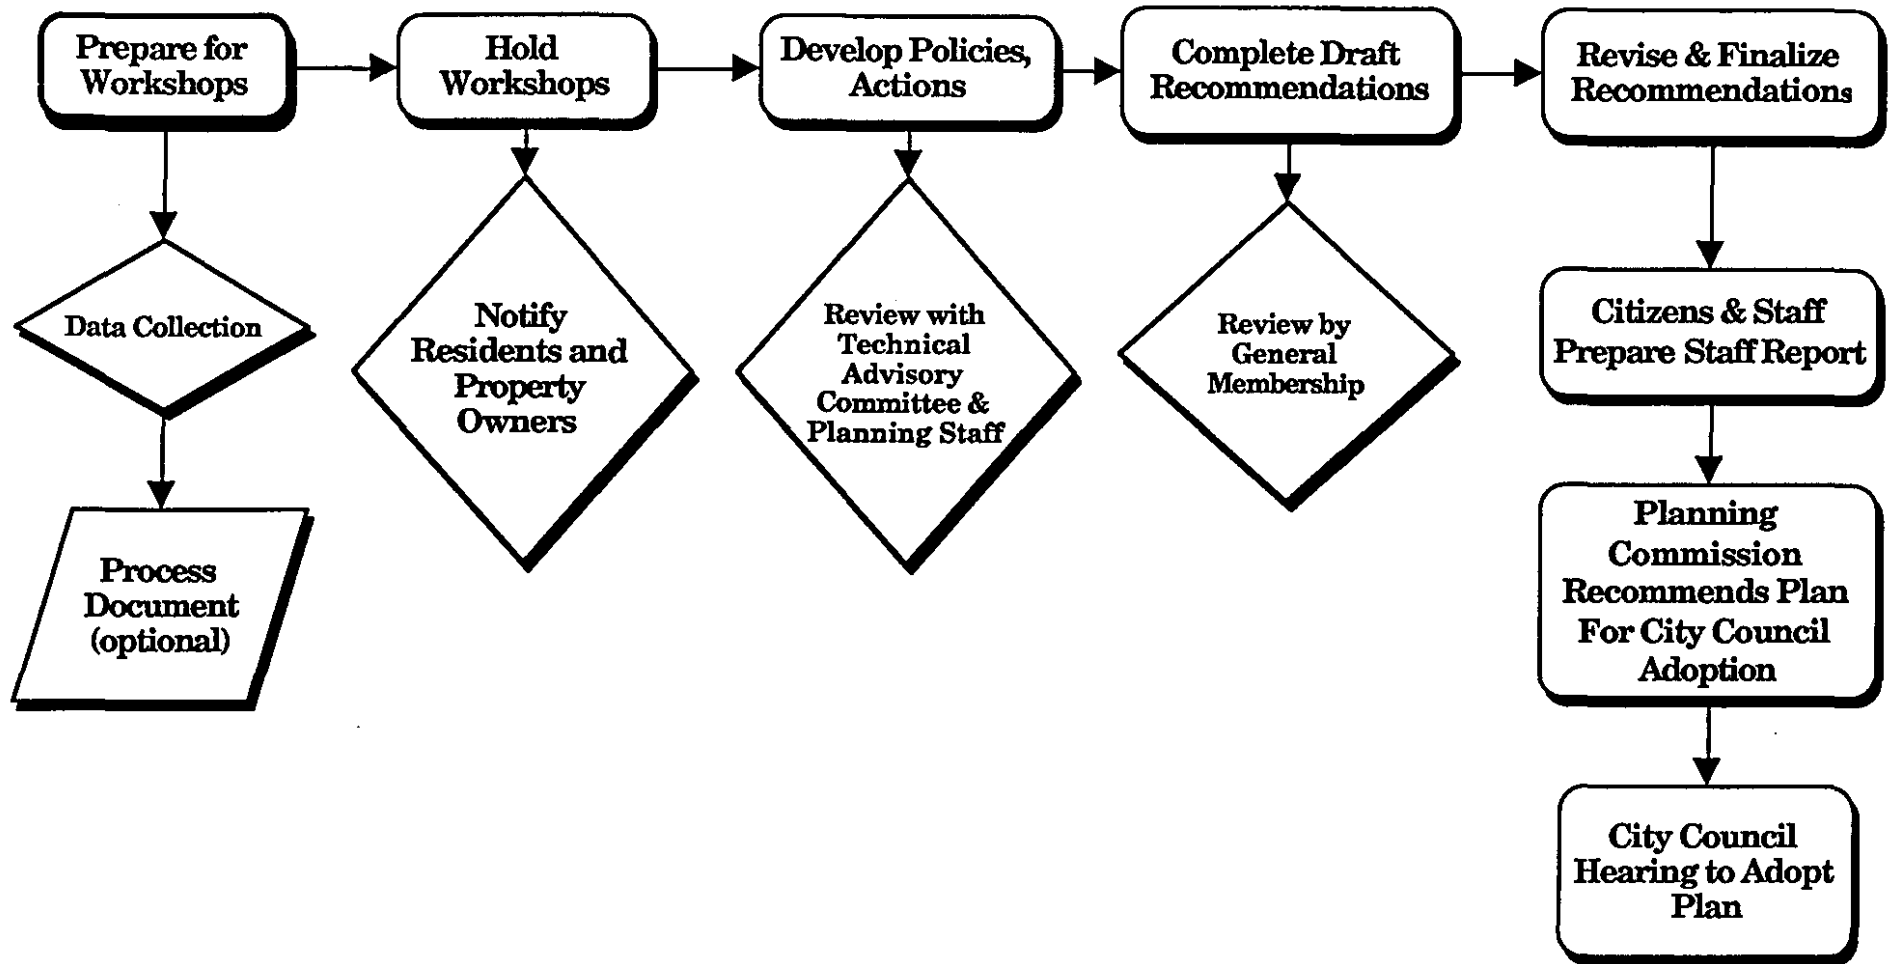 Prepare for
Workshops
Hold
Workshops
Develop Policies,
Actions
Complete Draft
Recommendations
Revise & Finalize
Recommendations
Data Collection
Process
Document
(optional)
Notify
Residents and
Property
Owners
Review with
Technical
Advisory
Committee &
Planning Staff
Review by
General
Membership
Citizens & Staff
Prepare Staff Report
Planning
Commission
Recommends Plan
For City Council
Adoption
City Council
Hearing to Adopt
Plan